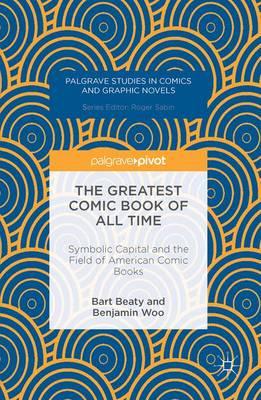 PALGRAVE STUDIES IN COMICS
AND GRAPHIC NOVELS
Series Editor: Roger Sabin
palgrave▸pivot
THE GREATEST
COMIC BOOK OF
ALL TIME
Symbolic Capital and the
Field of American Comic
Books
Bart Beaty and
Benjamin Woo